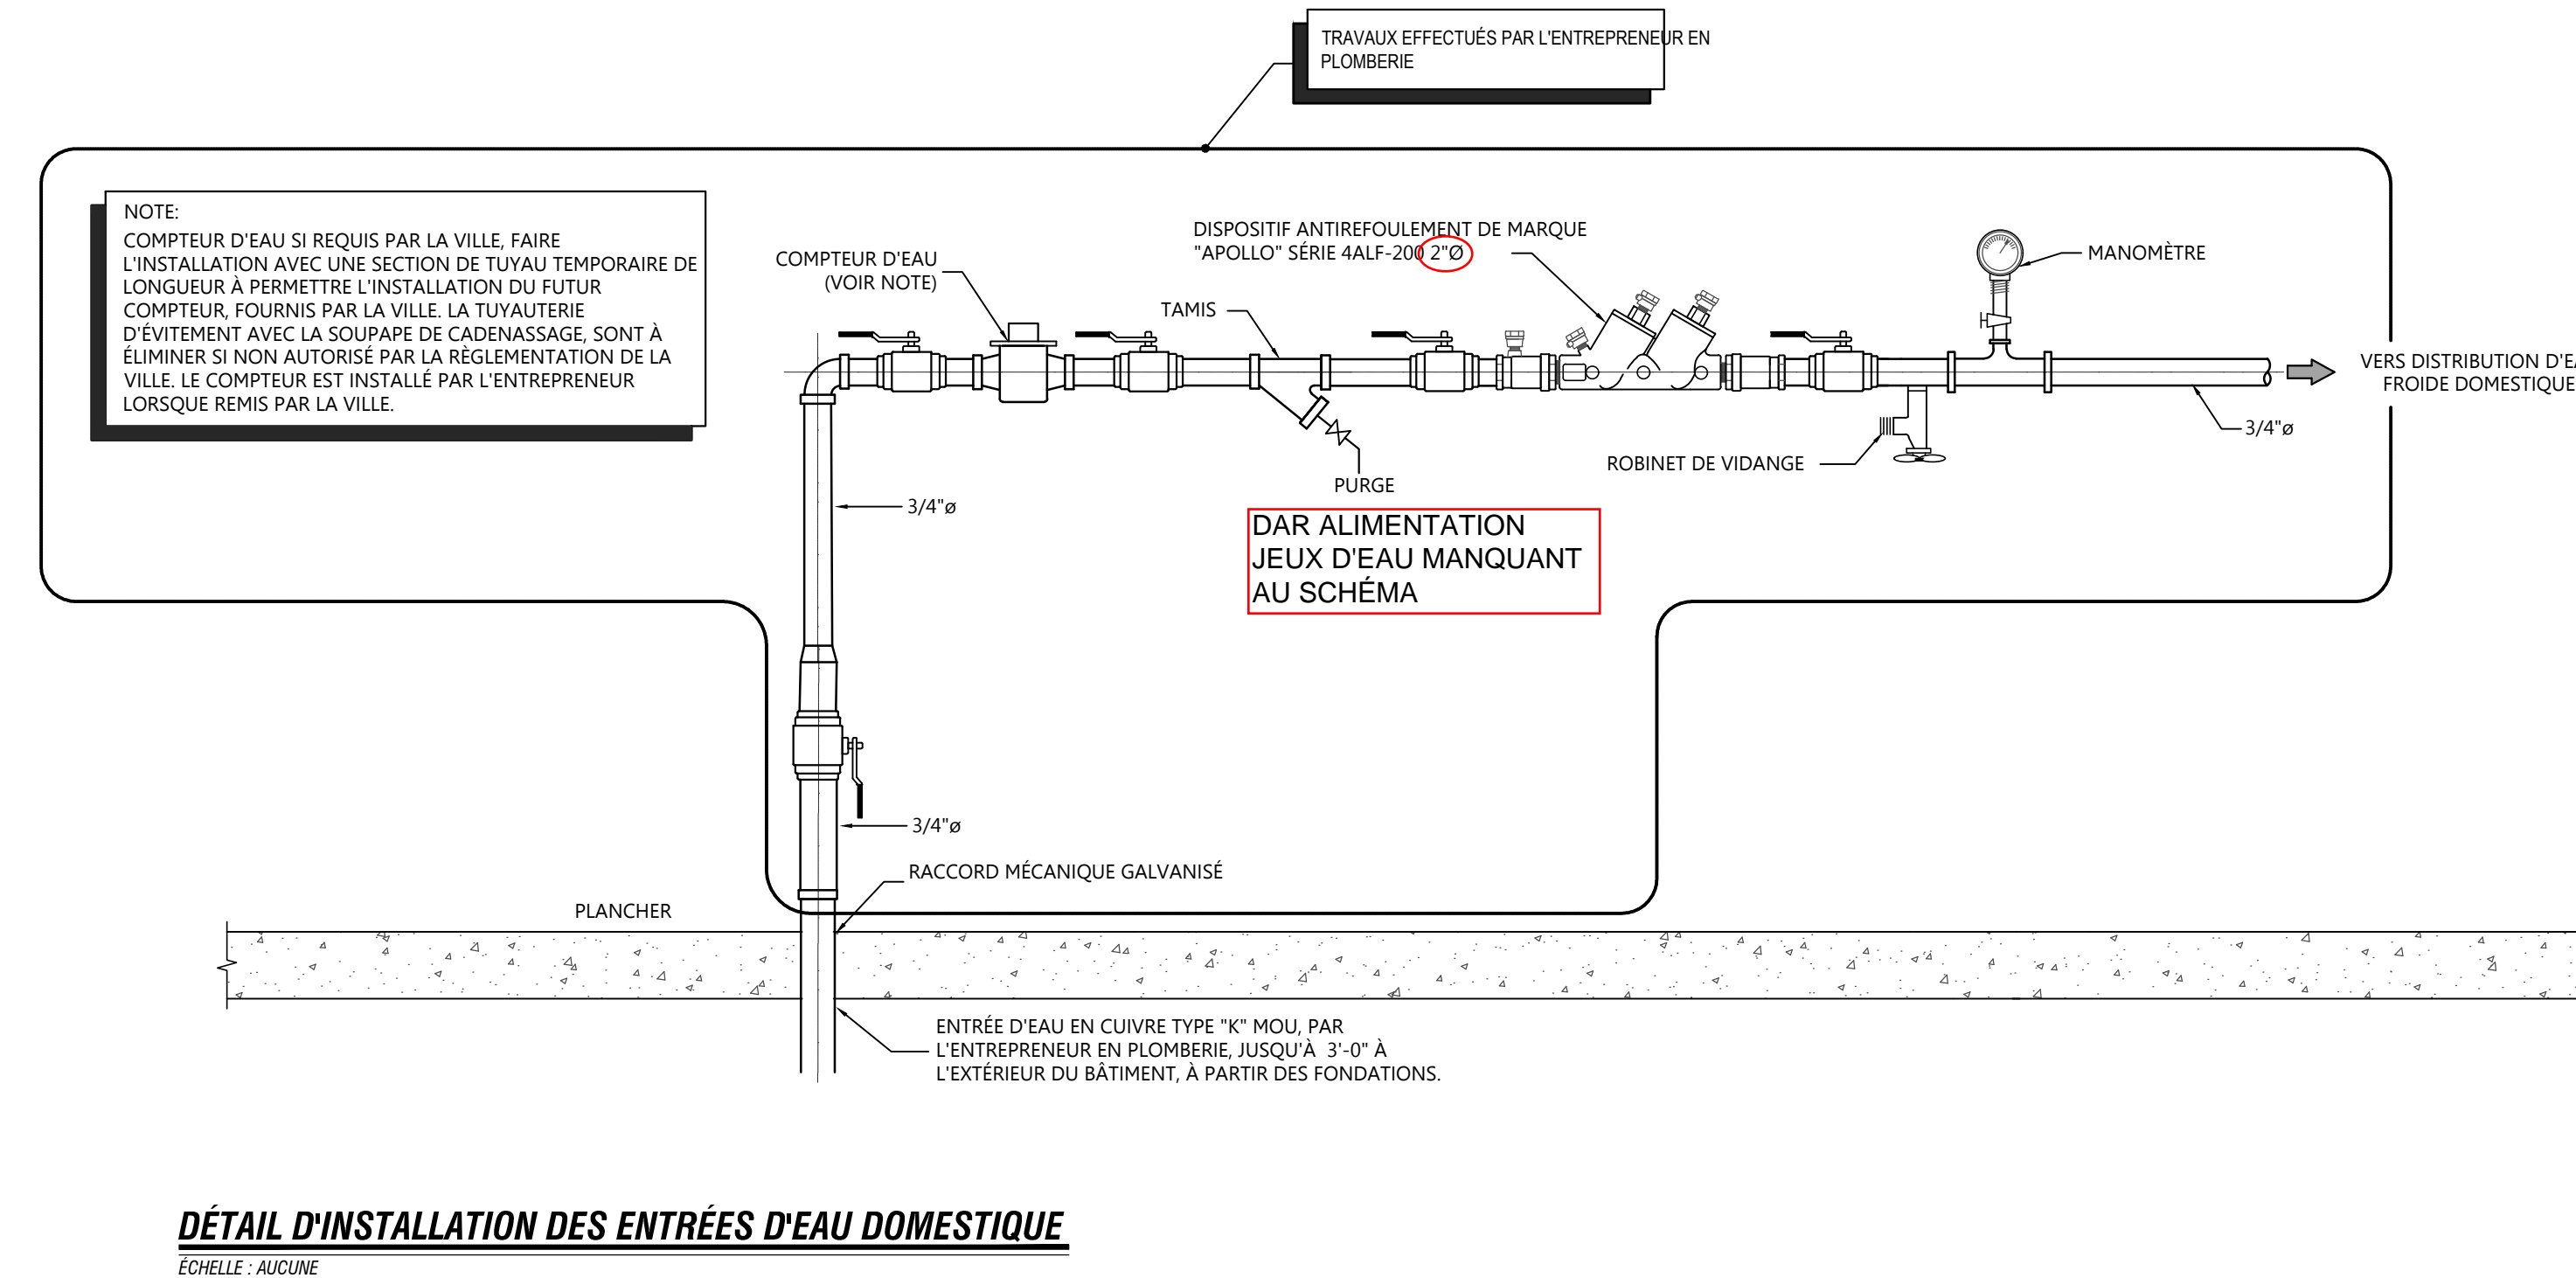 TRAVAUX EFFECTUÉS PAR L'ENTREPRENEUR EN
PLOMBERIE
NOTE:
COMPTEUR D'EAU SI REQUIS PAR LA VILLE, FAIRE
L'INSTALLATION AVEC UNE SECTION DE TUYAU TEMPORAIRE DE
LONGUEUR À PERMETTRE L'INSTALLATION DU FUTUR
COMPTEUR, FOURNIS PAR LA VILLE. LA TUYAUTERIE
D'ÉVITEMENT AVEC LA SOUPAPE DE CADENASSAGE, SONT À
ÉLIMINER SI NON AUTORISÉ PAR LA RÈGLEMENTATION DE LA
VILLE. LE COMPTEUR EST INSTALLÉ PAR L'ENTREPRENEUR
LORSQUE REMIS PAR LA VILLE.
COMPTEUR D'EAU
(VOIR NOTE)
TAMIS
DISPOSITIF ANTIREFOULEMENT DE MARQUE
"APOLLO" SÉRIE 4ALF-200 2"Ø
MANOMÈTRE
VERS DISTRIBUTION D'EA
FROIDE DOMESTIQUE
3/4"ø
ROBINET DE VIDANGE
PURGE
3/4"ø
DAR ALIMENTATION
JEUX D'EAU MANQUANT
AU SCHÉMA
3/4"ø
RACCORD MÉCANIQUE GALVANISÉ
PLANCHER
ENTRÉE D'EAU EN CUIVRE TYPE "K" MOU, PAR
L'ENTREPRENEUR EN PLOMBERIE, JUSQU'À 3'-0" À
L'EXTÉRIEUR DU BÂTIMENT, À PARTIR DES FONDATIONS.
DÉTAIL D'INSTALLATION DES ENTRÉES D'EAU DOMESTIQUE
ÉCHELLE : AUCUNE